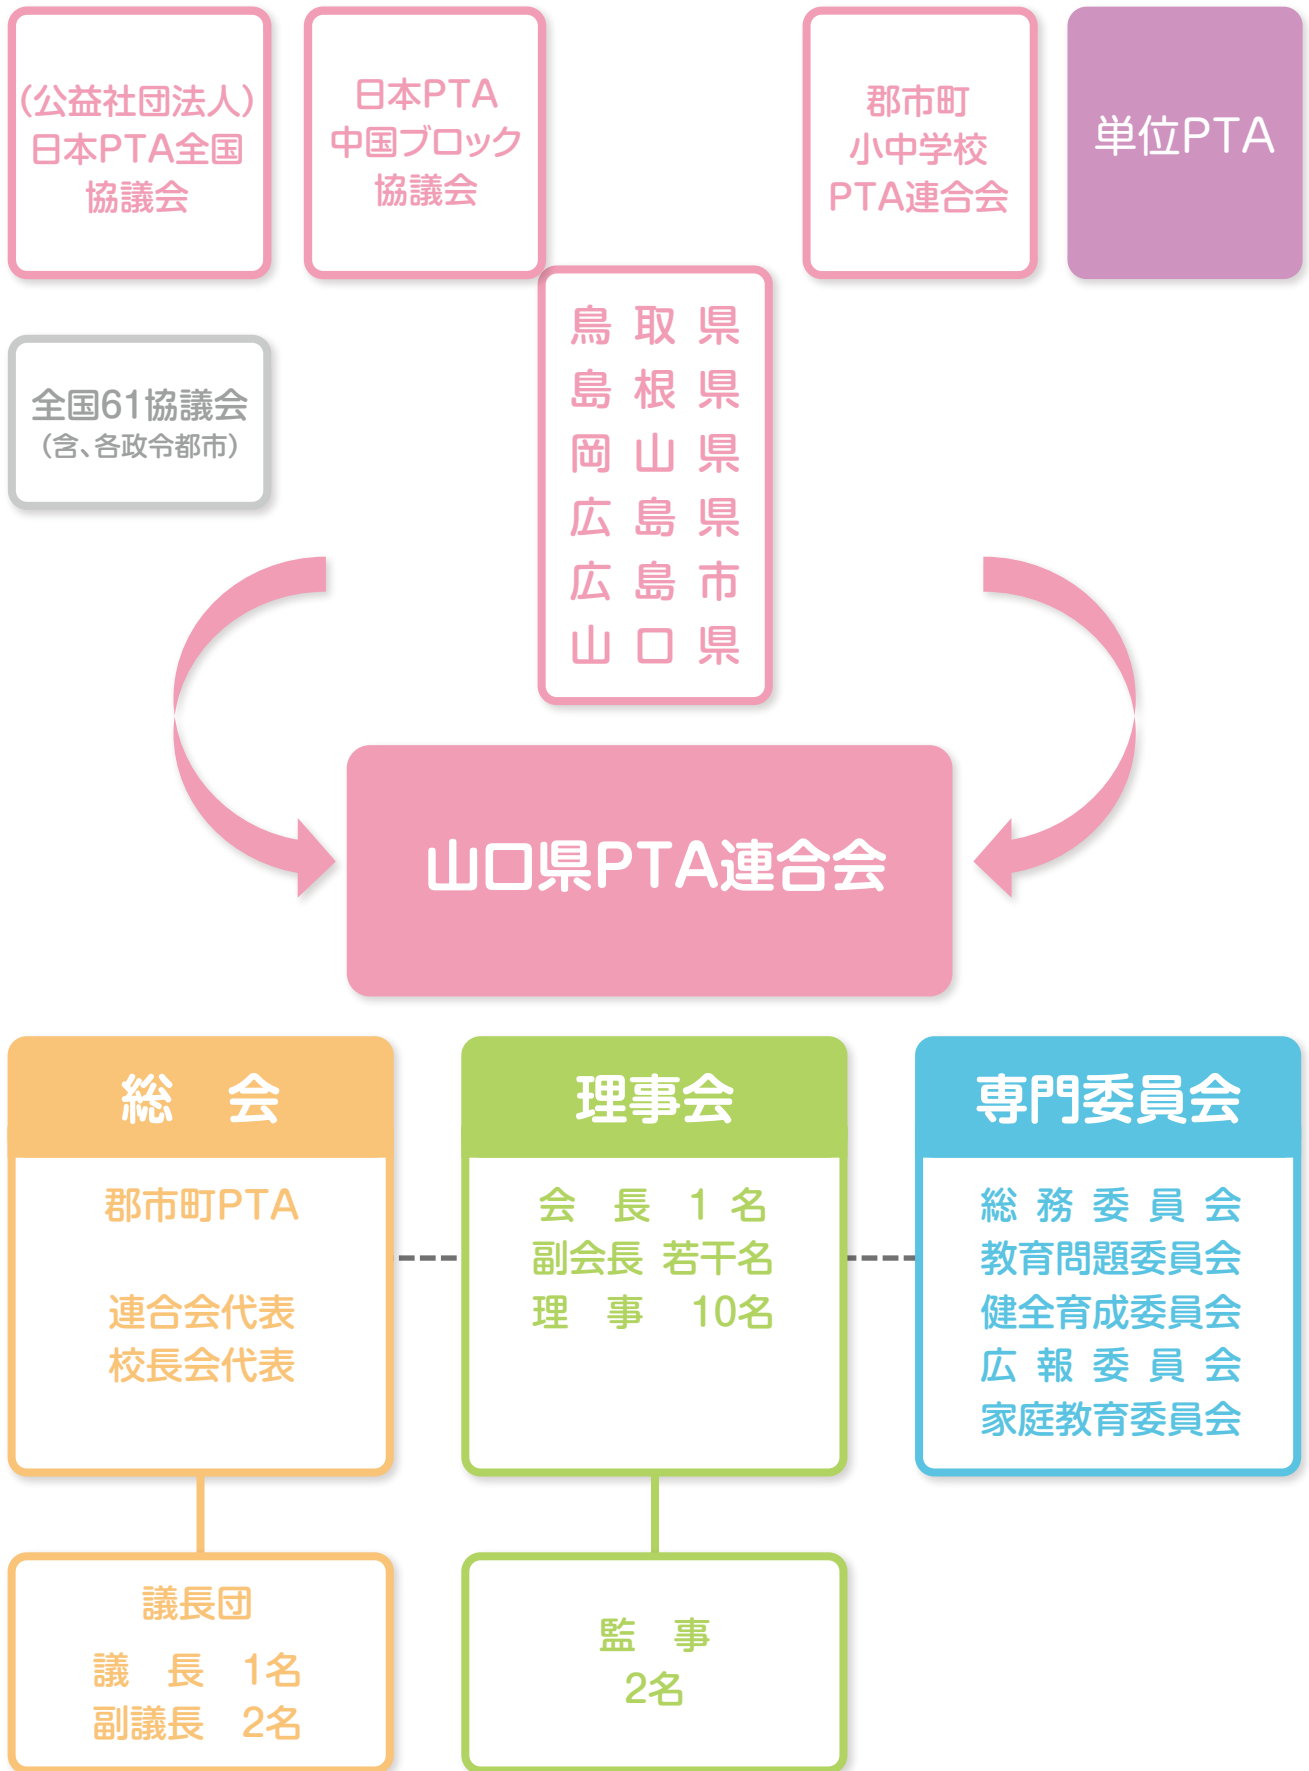 (公益社団法人)
日本PTA全国
協議会
日本PTA
中国ブロック
協議会
郡市町
小中学校
PTA連合会
単位PTA
全国61協議会
(含、各政令都市)
鳥取県
島根県
岡山県
広島県
広島市
山口県
山口県PTA連合会
総　会
郡市町PTA
連合会代表
校長会代表
理事会
会　長　1 名
副会長 若干名
理　事　10名
専門委員会
総務委員会
教育問題委員会
健全育成委員会
広報委員会
家庭教育委員会
議長団
議　長　1名
副議長　2名
監　事
2名